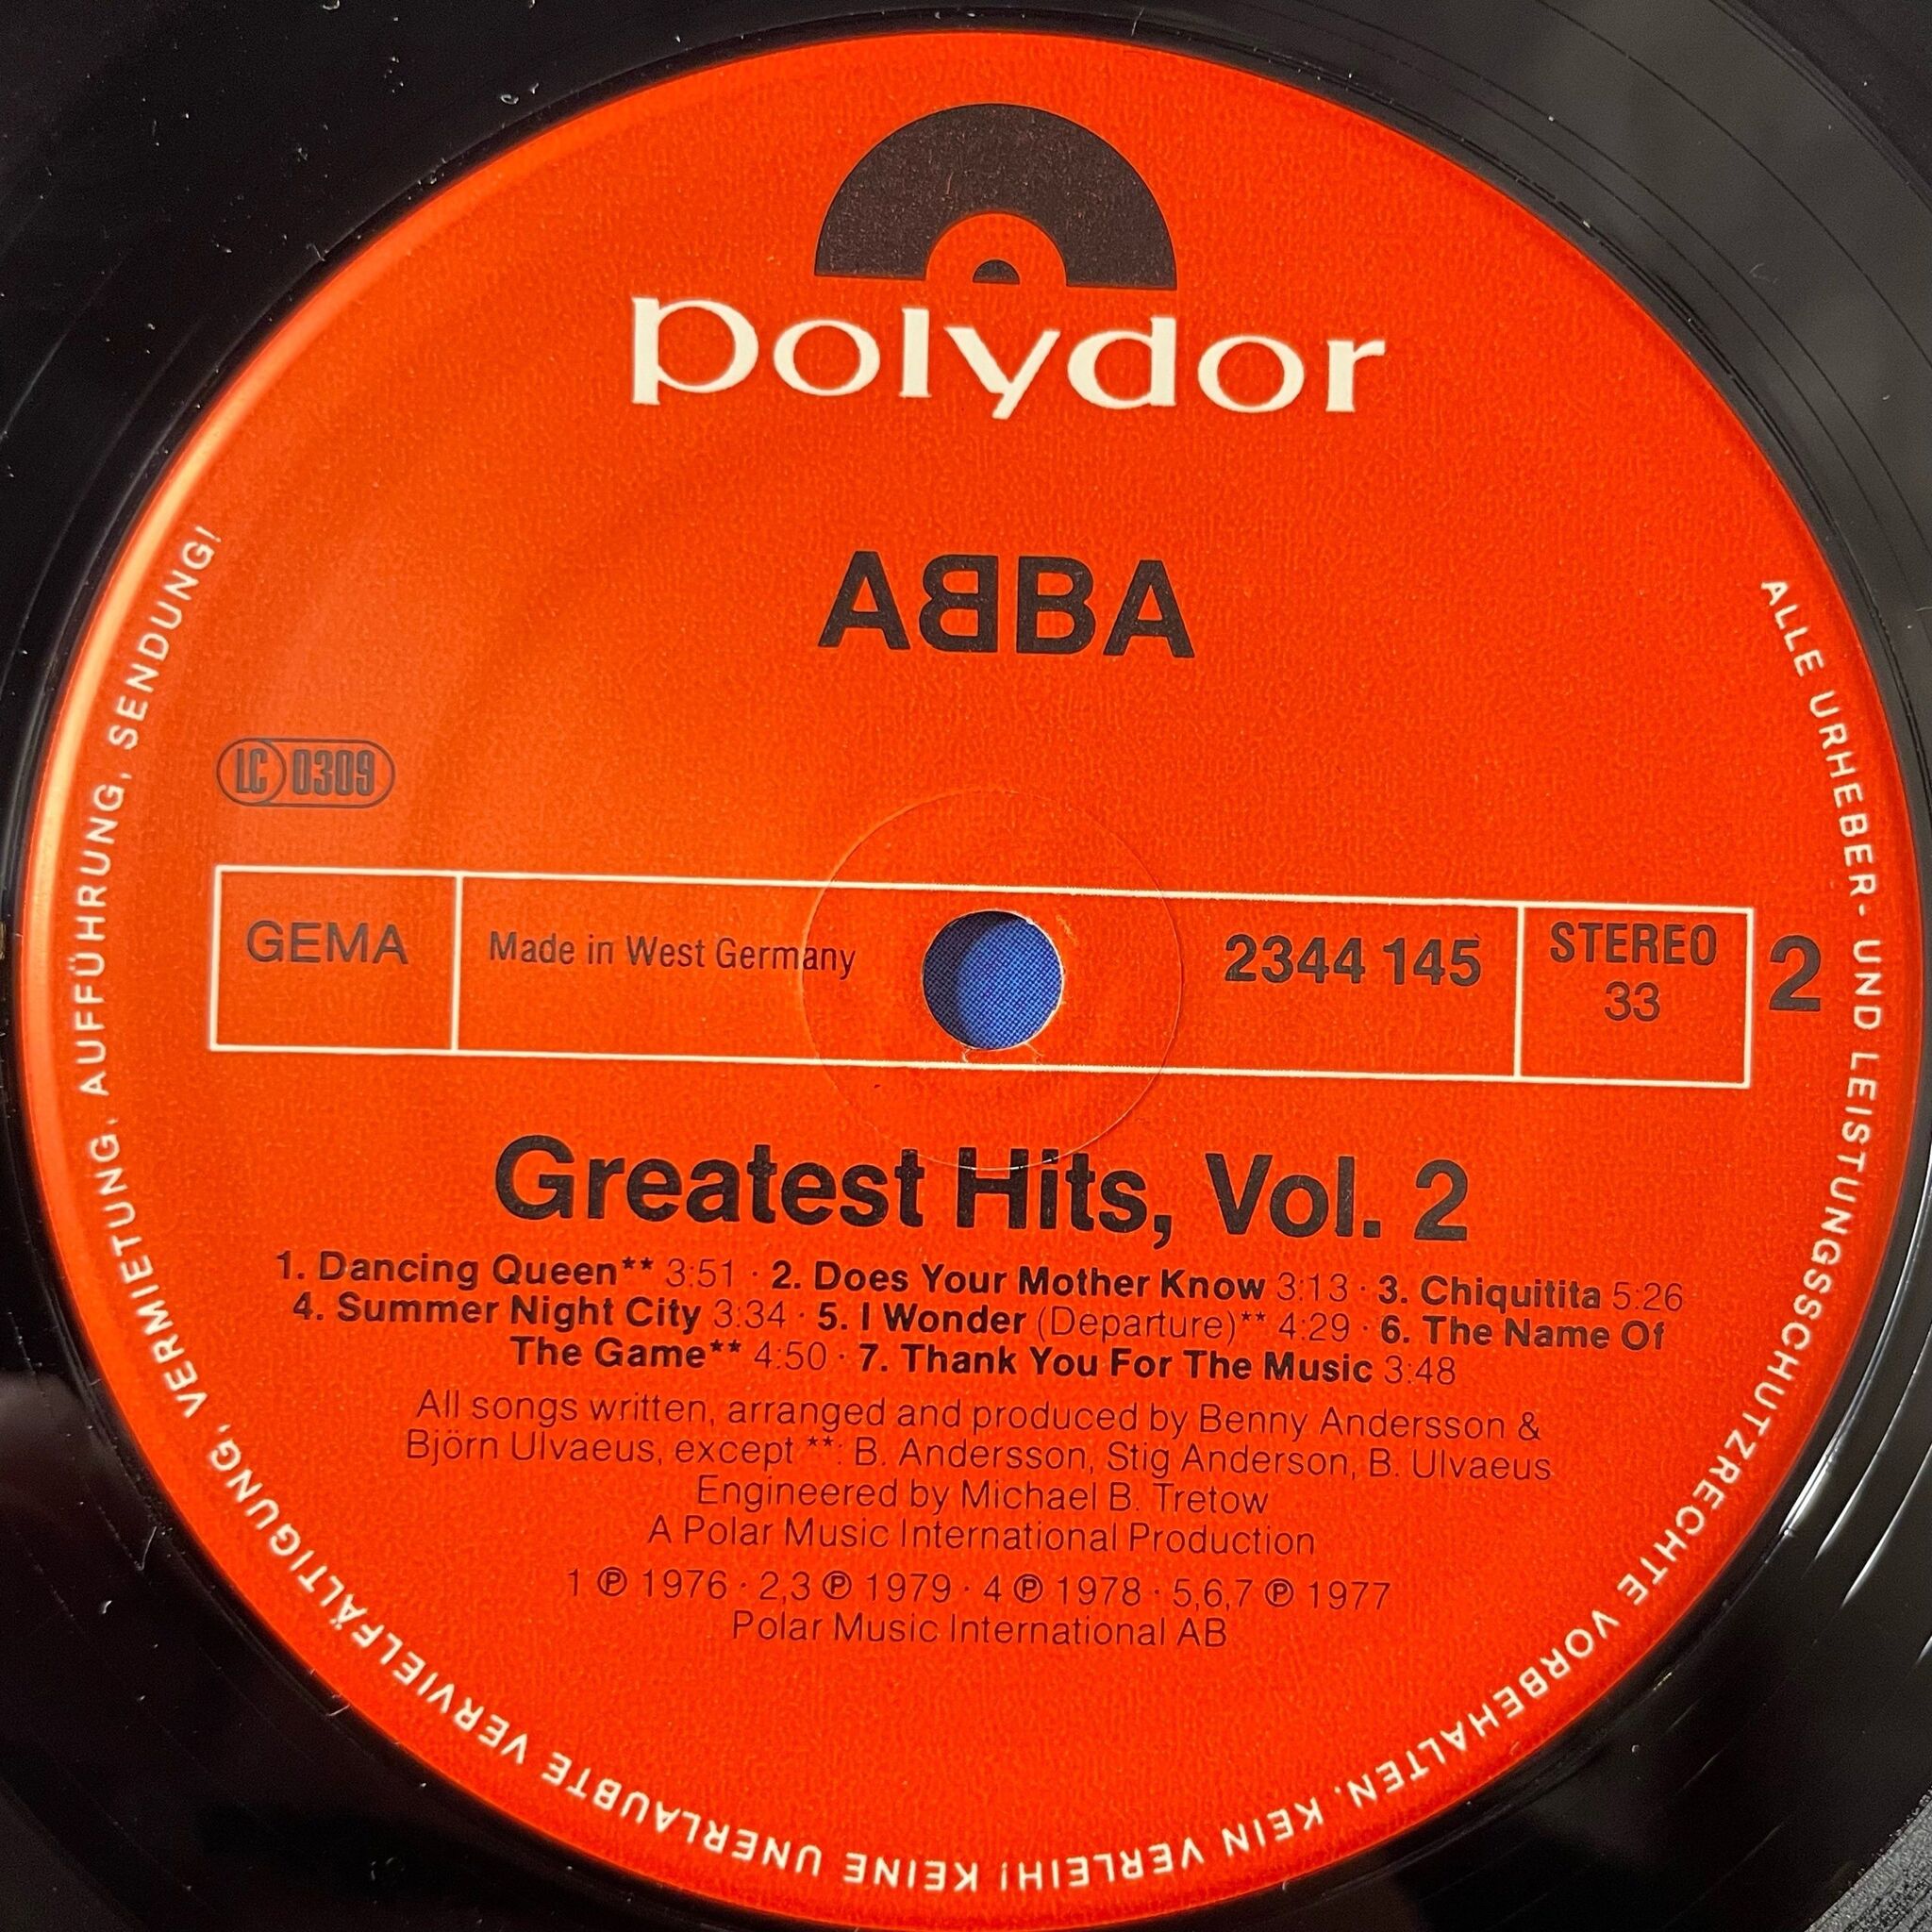 polydor
ABBA
LC 0309
GEMA
Made in West Germany
2344 145
STEREO
33
2
Greatest Hits, Vol. 2
1. Dancing Queen** 3:51 · 2. Does Your Mother Know 3:13 · 3. Chiquitita 5:26
4. Summer Night City 3:34 · 5. I Wonder (Departure)** 4:29 · 6. The Name Of
The Game** 4:50 · 7. Thank You For The Music 3:48
All songs written, arranged and produced by Benny Andersson &
Björn Ulvaeus, except **: B. Andersson, Stig Anderson, B. Ulvaeus
Engineered by Michael B. Tretow
A Polar Music International Production
1 ℗ 1976 · 2,3 ℗ 1979 · 4 ℗ 1978 · 5,6,7 ℗ 1977
Polar Music International AB
ALLE URHEBER- UND LEISTUNGSSCHUTZRECHTE VORBEHALTEN. KEIN VERLEIH! KEINE UNERLAUBTE VERVIELFÄLTIGUNG, VERMIETUNG, AUFFÜHRUNG, SENDUNG!